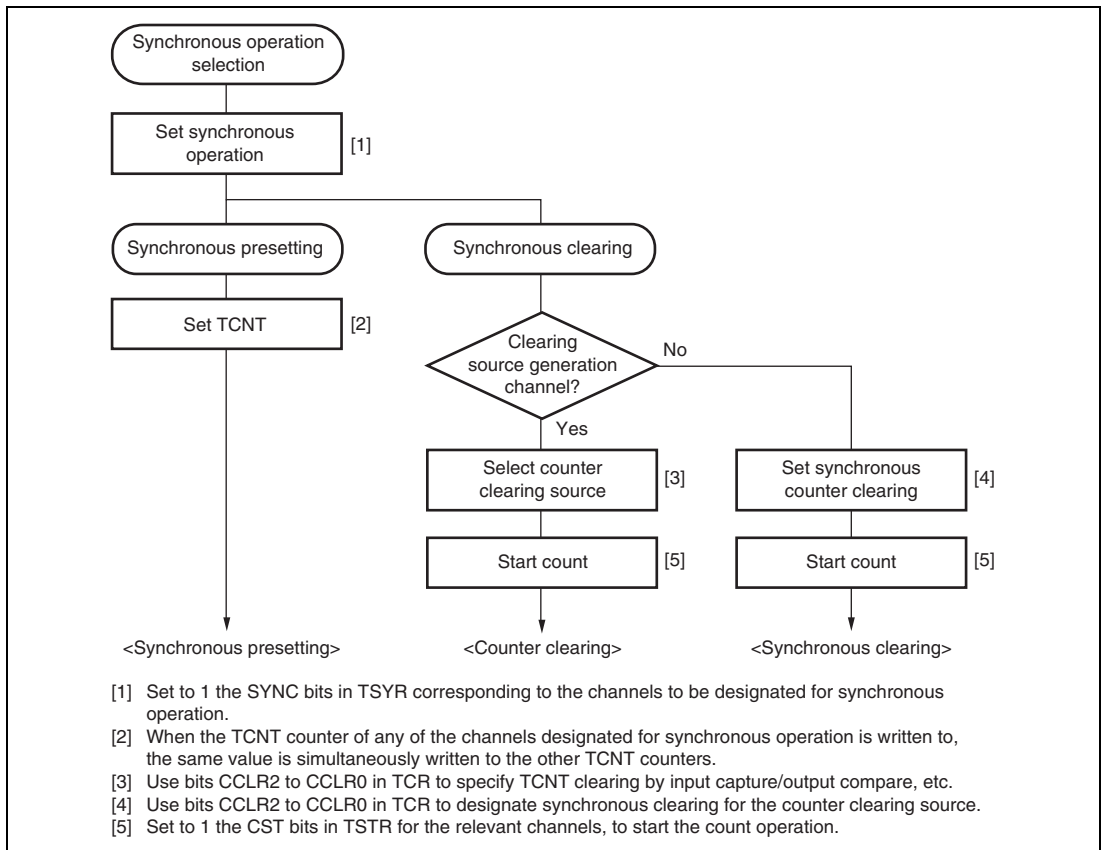 Synchronous operation
selection
Set synchronous
operation
[1]
Synchronous presetting
Synchronous clearing
Set TCNT
[2]
Clearing
source generation
channel?
No
Yes
Select counter
clearing source
[3]
Set synchronous
counter clearing
[4]
Start count
[5]
Start count
[5]
<Synchronous presetting>
<Counter clearing>
<Synchronous clearing>
[1] Set to 1 the SYNC bits in TSYR corresponding to the channels to be designated for synchronous
operation.
[2] When the TCNT counter of any of the channels designated for synchronous operation is written to,
the same value is simultaneously written to the other TCNT counters.
[3] Use bits CCLR2 to CCLR0 in TCR to specify TCNT clearing by input capture/output compare, etc.
[4] Use bits CCLR2 to CCLR0 in TCR to designate synchronous clearing for the counter clearing source.
[5] Set to 1 the CST bits in TSTR for the relevant channels, to start the count operation.